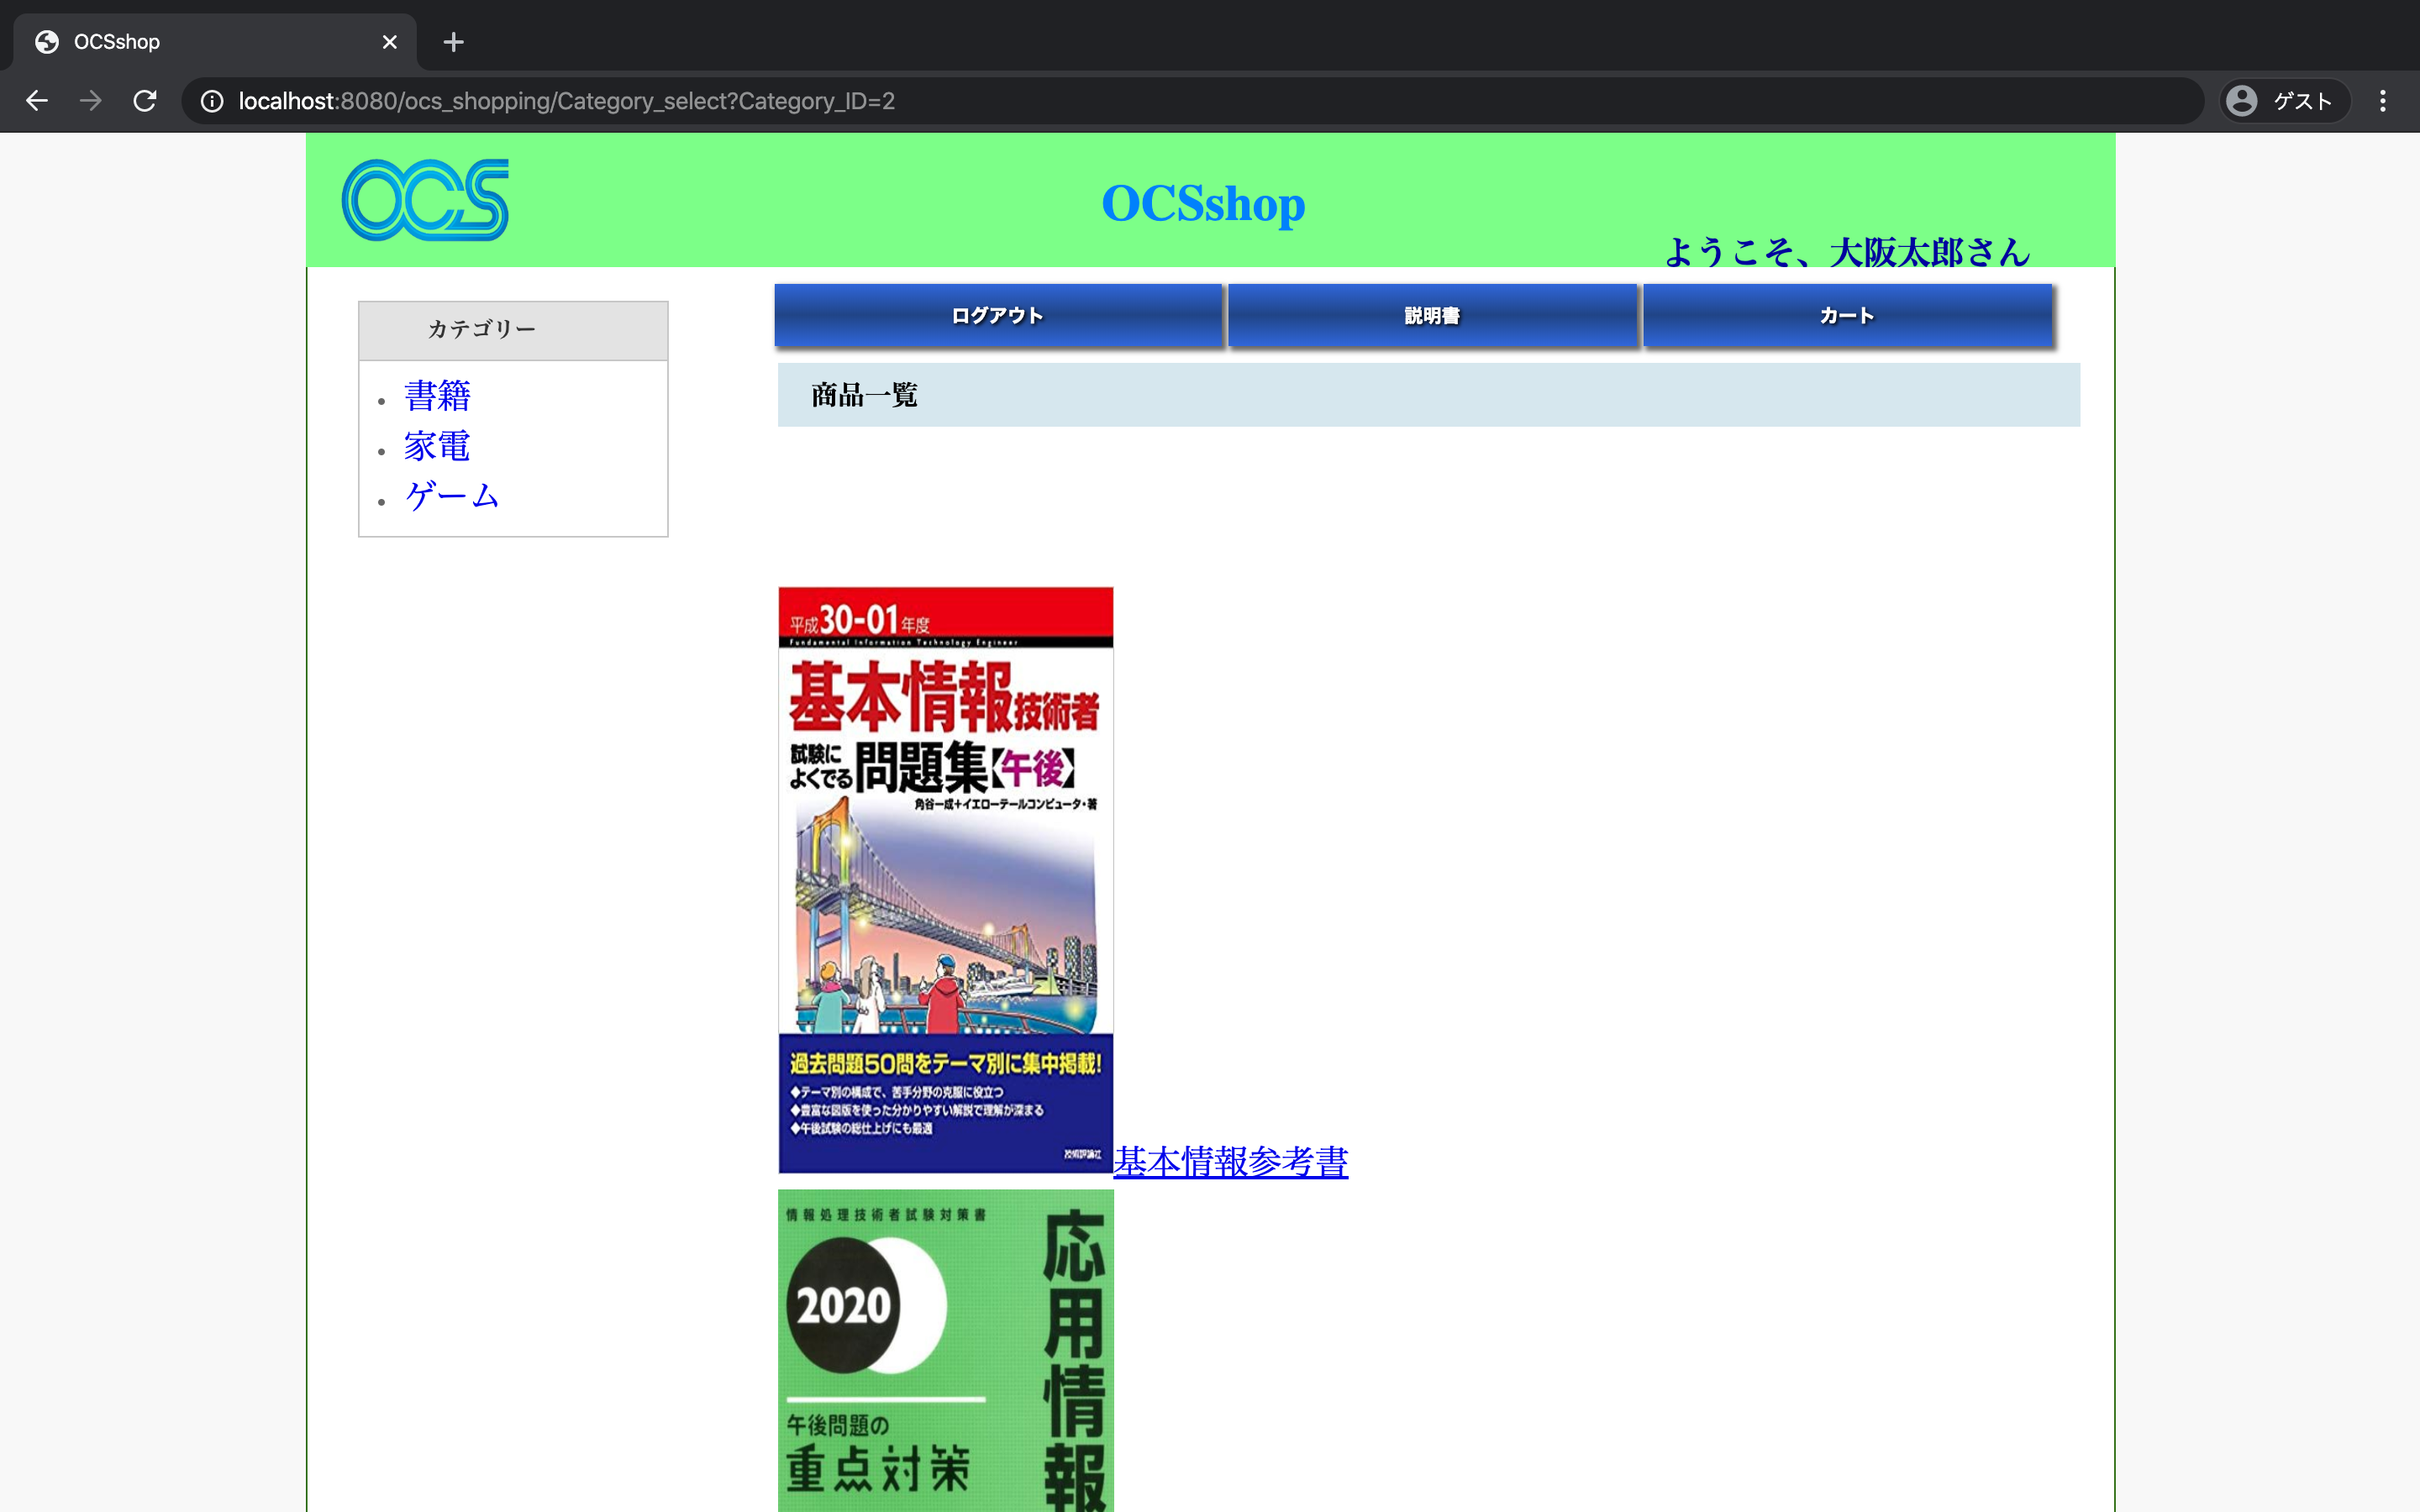 OCSshop
localhost:8080/ocs_shopping/Category_select?Category_ID=2
ゲスト
OCS
OCSshop
ようこそ、大阪太郎さん
カテゴリー
書籍
家電
ゲーム
ログアウト
説明書
カート
商品一覧
平成30-01年度
Fundamental Information Technology Engineer
基本情報技術者
試験によくでる
問題集【午後】
角谷一成+イエローテールコンピュータ・著
過去問題50問をテーマ別に集中掲載!
◆テーマ別の構成で、苦手分野の克服に役立つ
◆豊富な図版を使った分かりやすい解説で理解が深まる
◆午後試験の総仕上げにも最適
技術評論社
基本情報参考書
情報処理技術者試験対策書
2020
午後問題の
重点対策
応用情報